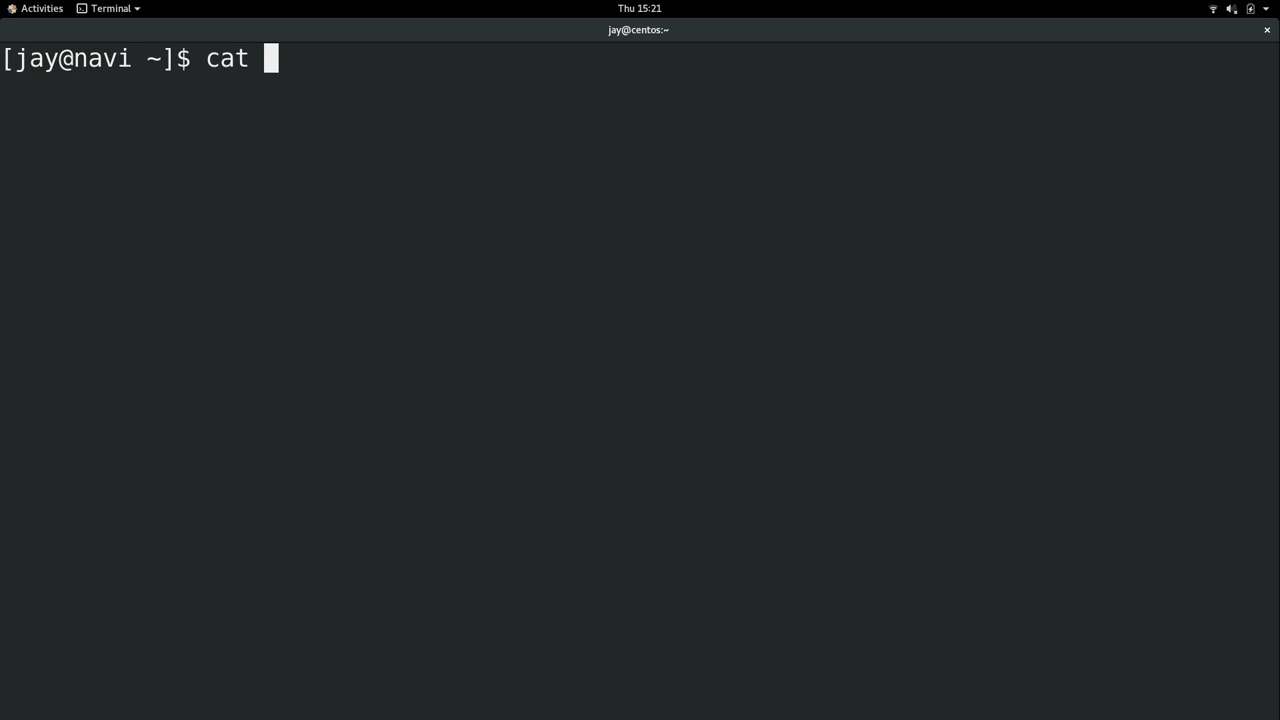 Activities Terminal Thu 15:21
jay@centos:~ ×
[jay@navi ~]$ cat